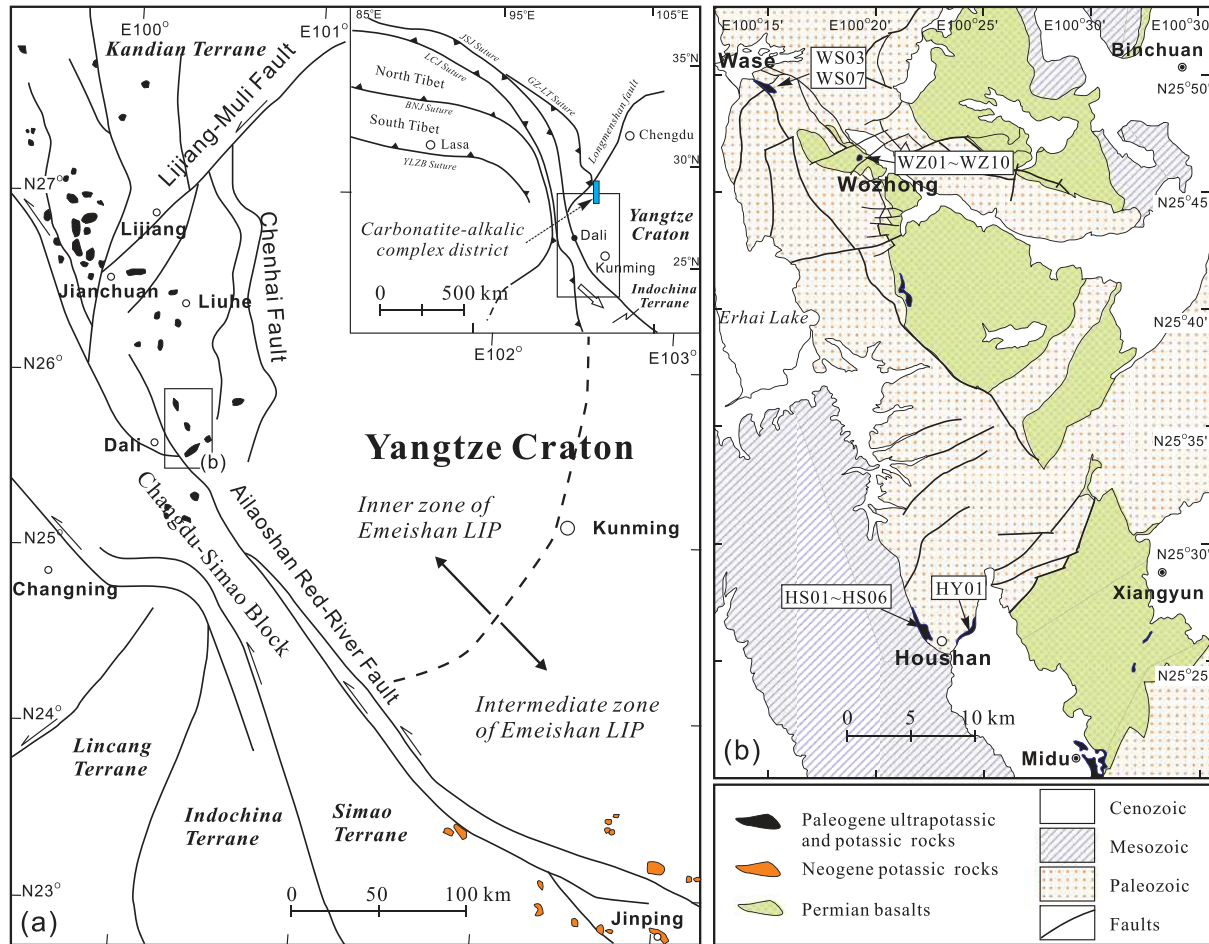 E100°
E101°
Kandian Terrane
Lijiang-Muli Fault
N27°
Lijiang
Jianchuan
Liuhe
Chenhai Fault
N26°
Dali
(b)
Changdu-Simao Block
Ailaoshan Red-River Fault
N25°
Changning
N24°
Lincang
Terrane
Indochina
Terrane
Simao
Terrane
N23°
0 50 100 km
(a)
Jinping
85°E
95°E
105°E
JSJ Suture
LCJ Suture
GZ-LT Suture
35°N
North Tibet
BNJ Suture
Longmenshan fault
Chengdu
South Tibet
Lasa
30°N
YLZB Suture
Carbonatite-alkalic
complex district
Yangtze
Craton
Dali
Kunming
25°N
Indochina
Terrane
0 500 km
E102°
E103°
Yangtze Craton
Inner zone of
Emeishan LIP
Kunming
Intermediate zone
of Emeishan LIP
E100°15'
E100°20'
E100°25'
E100°30'
E100°30'
Wase
WS03
WS07
Binchuan
N25°50'
WZ01~WZ10
Wozhong
N25°45'
Erhai Lake
N25°40'
N25°35'
N25°30'
HS01~HS06
HY01
Xiangyun
Houshan
N25°25'
0 5 10 km
Midu
(b)
Paleogene ultrapotassic
and potassic rocks
Neogene potassic rocks
Permian basalts
Cenozoic
Mesozoic
Paleozoic
Faults